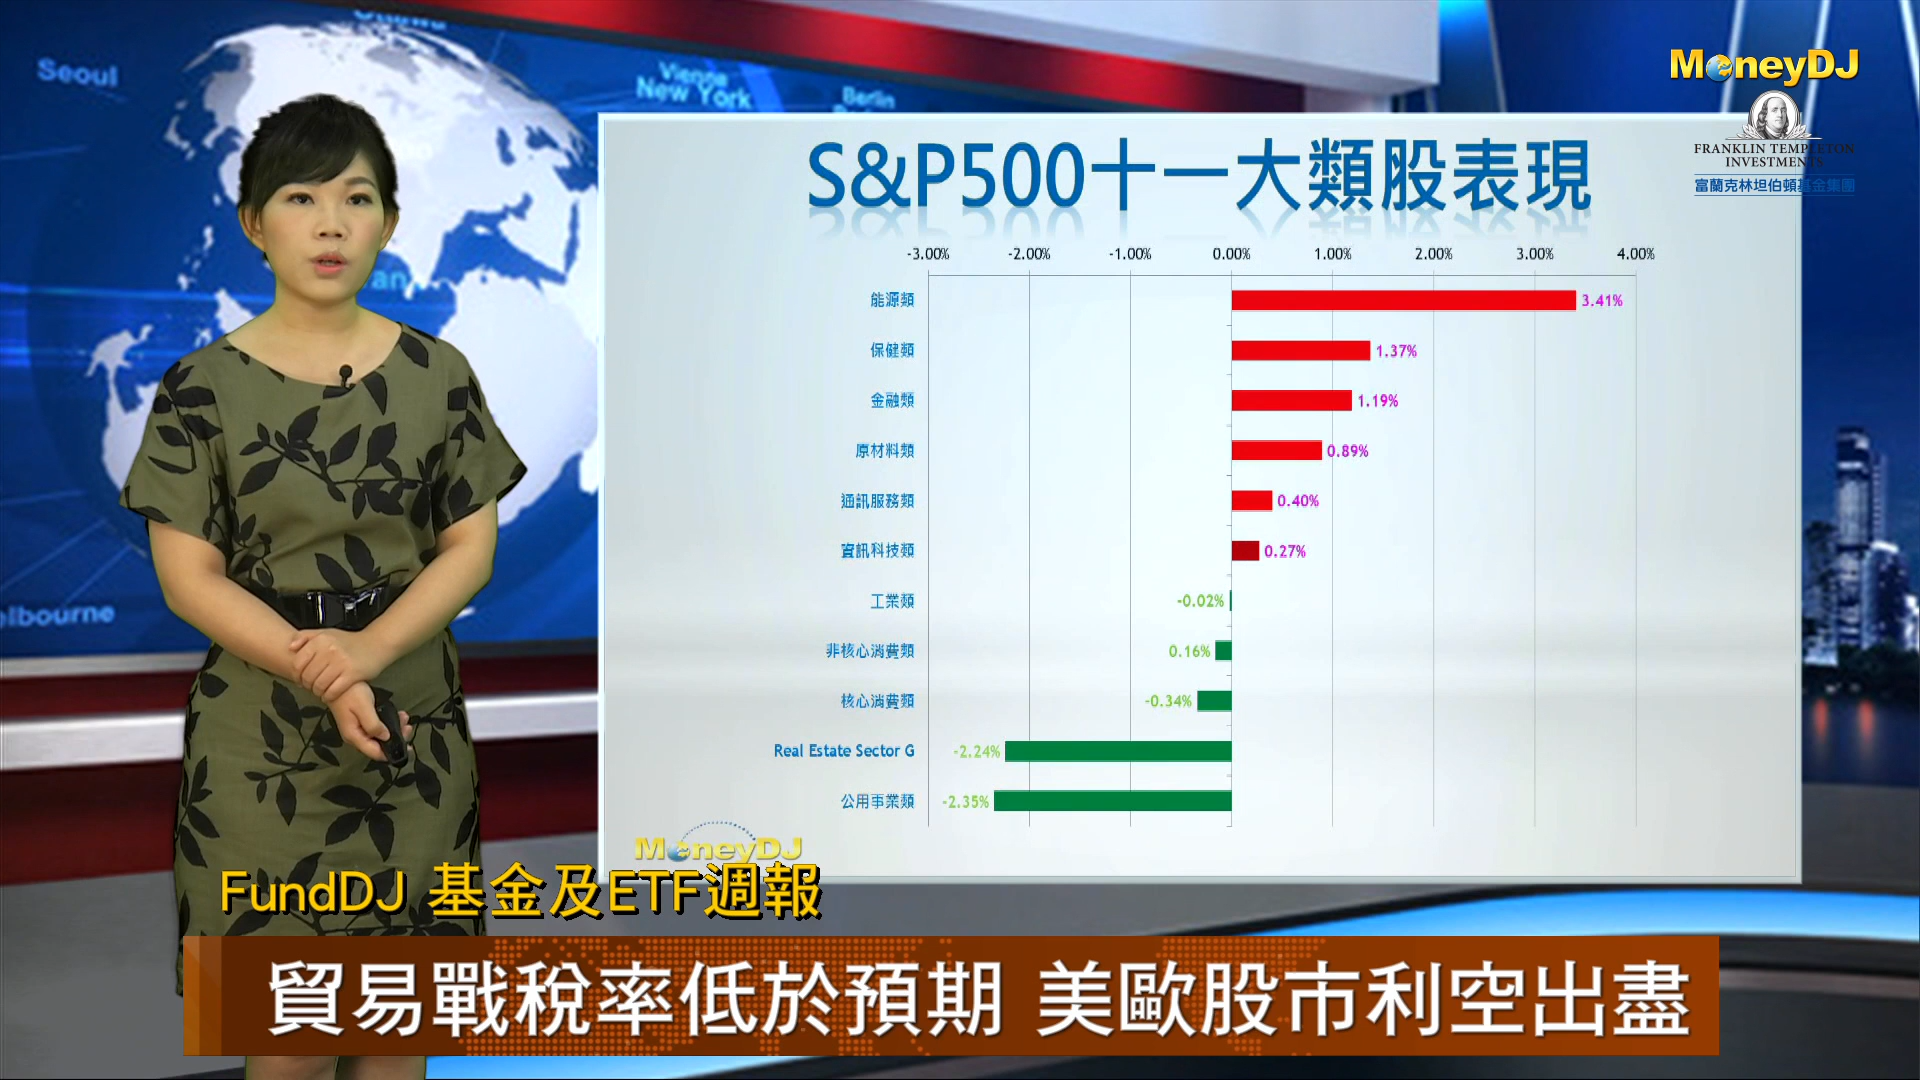 Ottawa
Seoul
Vienne
New York
Berlin
MoneyDJ
FRANKLIN TEMPLETON
INVESTMENTS
富蘭克林坦伯頓基金集團
S&P500十一大類股表現
-3.00% -2.00% -1.00% 0.00% 1.00% 2.00% 3.00% 4.00%
能源類 3.41%
保健類 1.37%
金融類 1.19%
原材料類 0.89%
通訊服務類 0.40%
資訊科技類 0.27%
工業類 -0.02%
非核心消費類 0.16%
核心消費類 -0.34%
Real Estate Sector G -2.24%
公用事業類 -2.35%
elbourne
MoneyDJ
FundDJ 基金及ETF週報
貿易戰稅率低於預期 美歐股市利空出盡